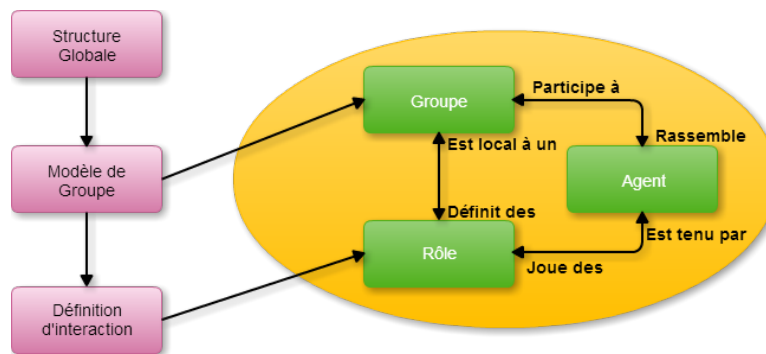 Structure
Globale
Groupe
Participe à
Est local à un
Rassemble
Modèle de
Groupe
Agent
Définit des
Est tenu par
Rôle
Joue des
Définition
d'interaction